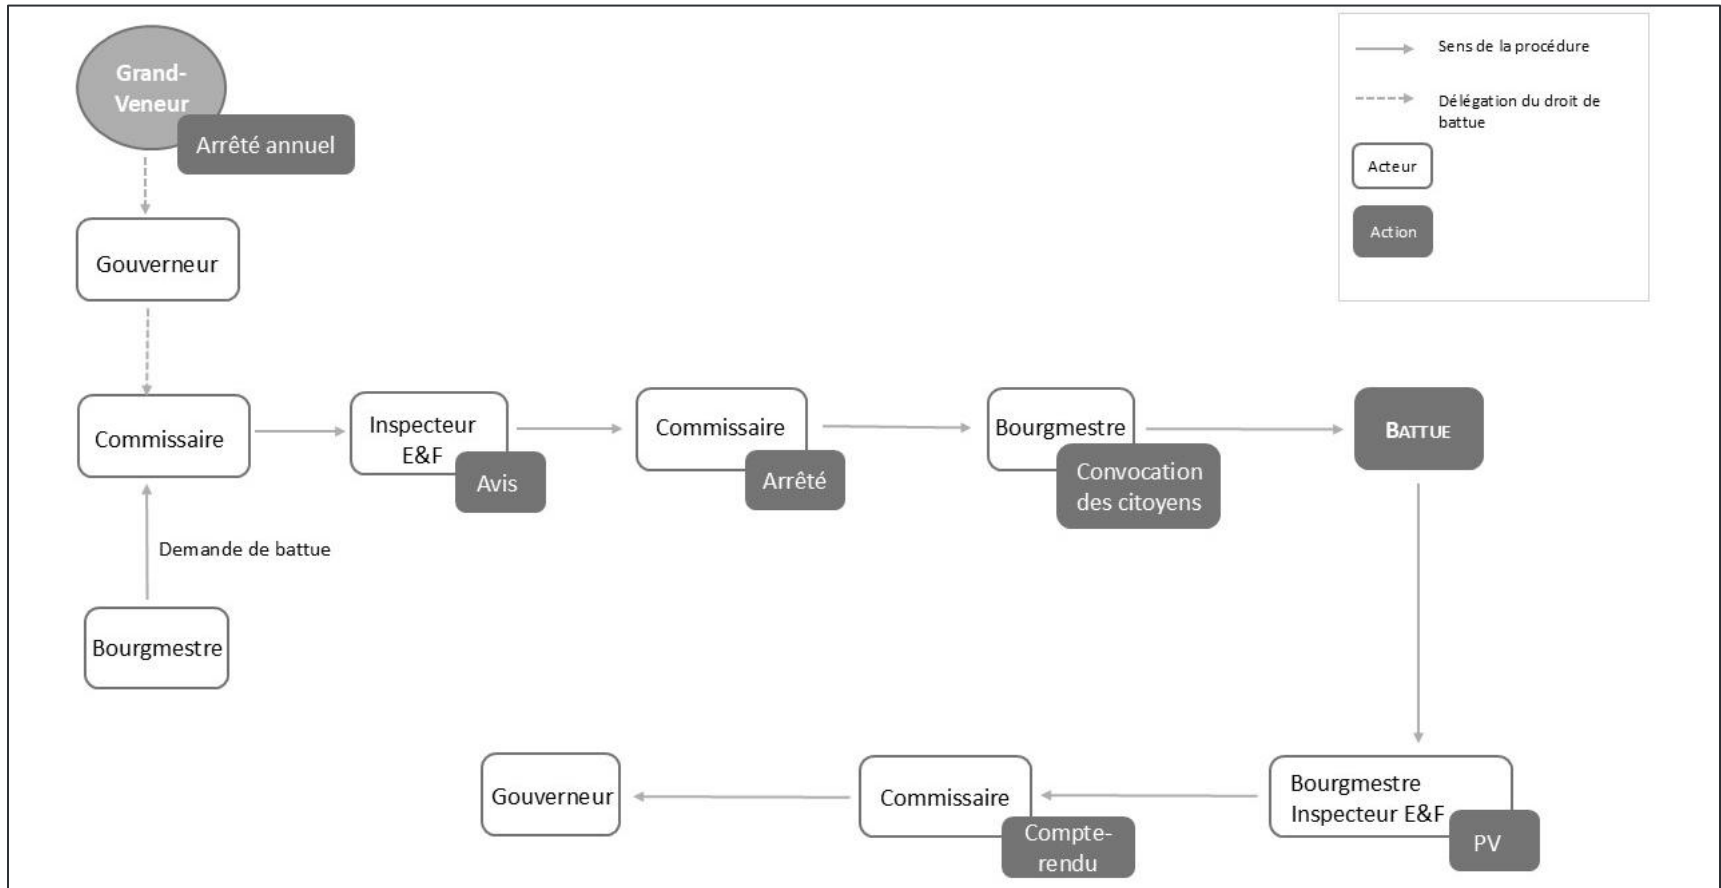 Grand-
Veneur
Arrêté annuel
Sens de la procédure
Délégation du droit de
battue
Acteur
Action
Gouverneur
Commissaire
Inspecteur
E&F
Avis
Commissaire
Arrêté
Bourgmestre
Convocation
des citoyens
BATTUE
Demande de battue
Bourgmestre
Gouverneur
Commissaire
Compte-
rendu
Bourgmestre
Inspecteur E&F
PV